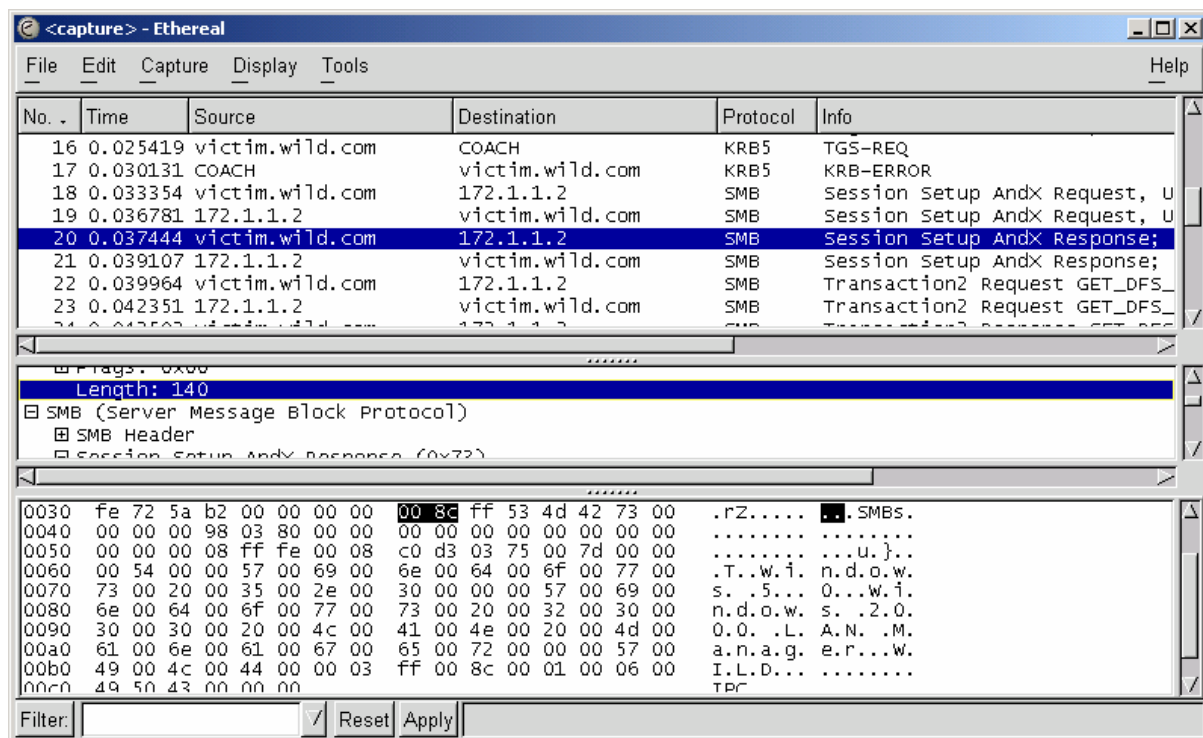 <capture> - Ethereal
File Edit Capture Display Tools Help
No. Time Source Destination Protocol Info
16 0.025419 victim.wild.com COACH KRB5 TGS-REQ
17 0.030131 COACH victim.wild.com KRB5 KRB-ERROR
18 0.033354 victim.wild.com 172.1.1.2 SMB Session Setup AndX Request, U
19 0.036781 172.1.1.2 victim.wild.com SMB Session Setup AndX Request, U
20 0.037444 victim.wild.com 172.1.1.2 SMB Session Setup AndX Response;
21 0.039107 172.1.1.2 victim.wild.com SMB Session Setup AndX Response;
22 0.039964 victim.wild.com 172.1.1.2 SMB Transaction2 Request GET_DFS_
23 0.042351 172.1.1.2 victim.wild.com SMB Transaction2 Request GET_DFS_
Flags: 0x00
Length: 140
SMB (Server Message Block Protocol)
SMB Header
Session Setup AndX Response (0x73)
0030 fe 72 5a b2 00 00 00 00 00 8c ff 53 4d 42 73 00 .rZ..... ...SMBs.
0040 00 00 00 98 03 80 00 00 00 00 00 00 00 00 00 00 ........ ........
0050 00 00 00 08 ff fe 00 08 c0 d3 03 75 00 7d 00 00 ........ ...u.}..
0060 00 54 00 00 57 00 69 00 6e 00 64 00 6f 00 77 00 .T..W.i. n.d.o.w.
0070 73 00 20 00 35 00 2e 00 30 00 00 00 57 00 69 00 s. .5... 0...W.i.
0080 6e 00 64 00 6f 00 77 00 73 00 20 00 32 00 30 00 n.d.o.w. s. .2.0.
0090 30 00 30 00 20 00 4c 00 41 00 4e 00 20 00 4d 00 0.0. .L. A.N. .M.
00a0 61 00 6e 00 61 00 67 00 65 00 72 00 00 00 57 00 a.n.a.g. e.r...W.
00b0 49 00 4c 00 44 00 00 03 ff 00 8c 00 01 00 06 00 I.L.D... ........
00c0 49 50 43 00 00 00 IPC
Filter: Reset Apply